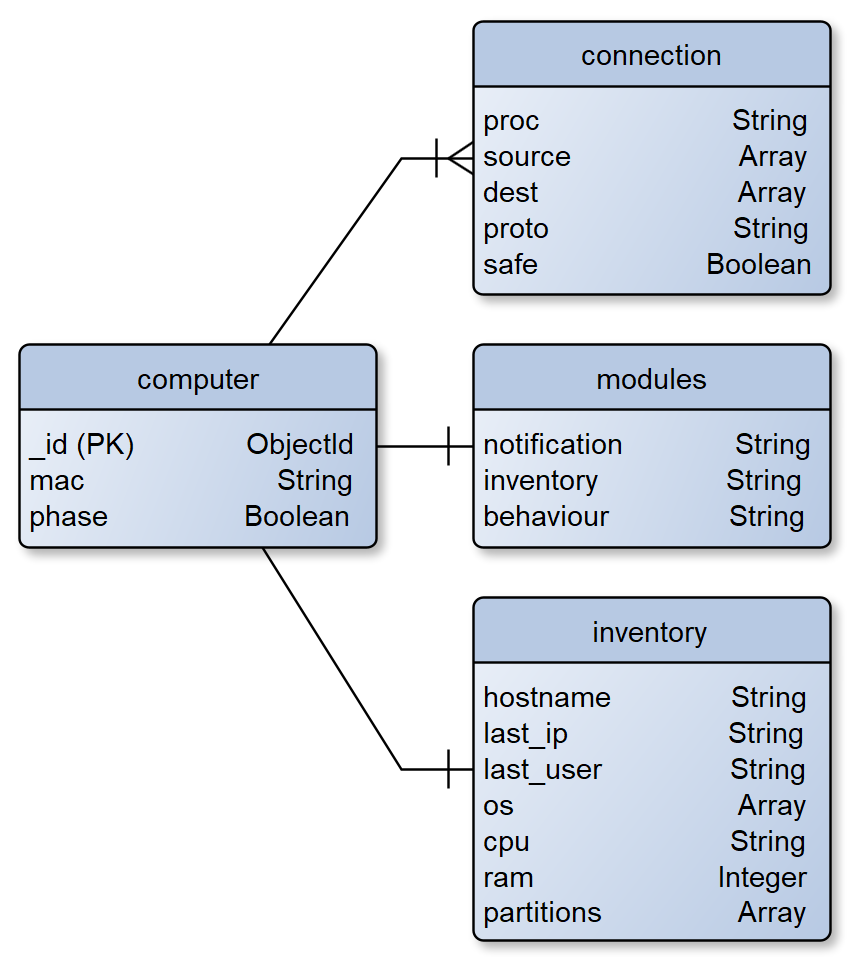 connection
proc String
source Array
dest Array
proto String
safe Boolean
computer
_id (PK) ObjectId
mac String
phase Boolean
modules
notification String
inventory String
behaviour String
inventory
hostname String
last_ip String
last_user String
os Array
cpu String
ram Integer
partitions Array